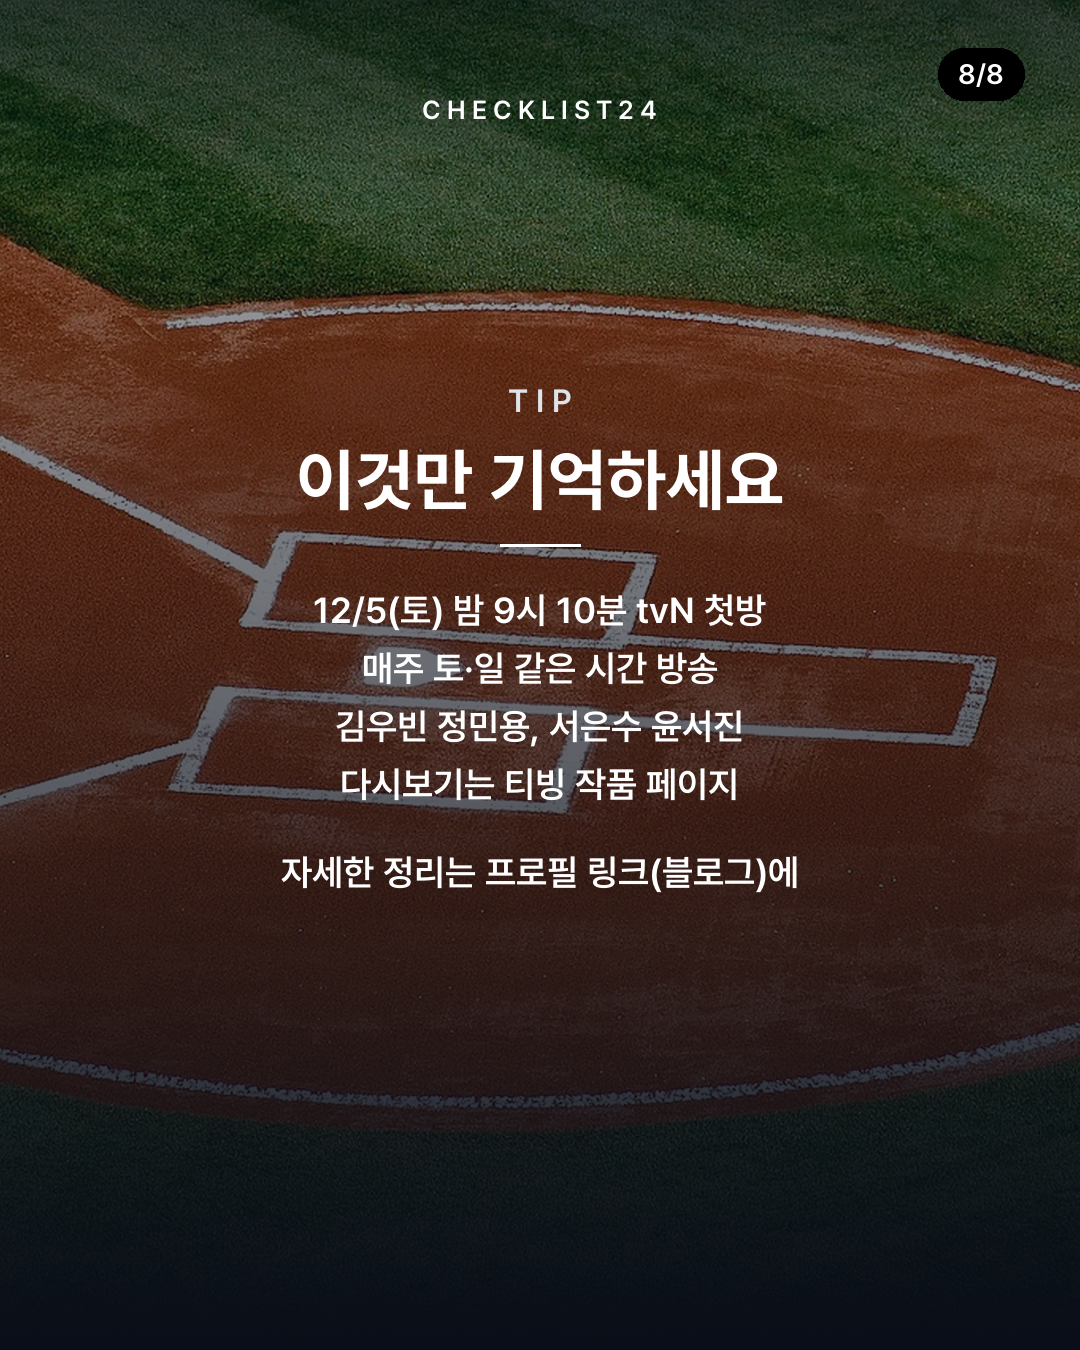 8/8
CHECKLIST24
TIP
이것만 기억하세요
12/5(토) 밤 9시 10분 tvN 첫방
매주 토·일 같은 시간 방송
김우빈 정민용, 서은수 윤서진
다시보기는 티빙 작품 페이지
자세한 정리는 프로필 링크(블로그)에